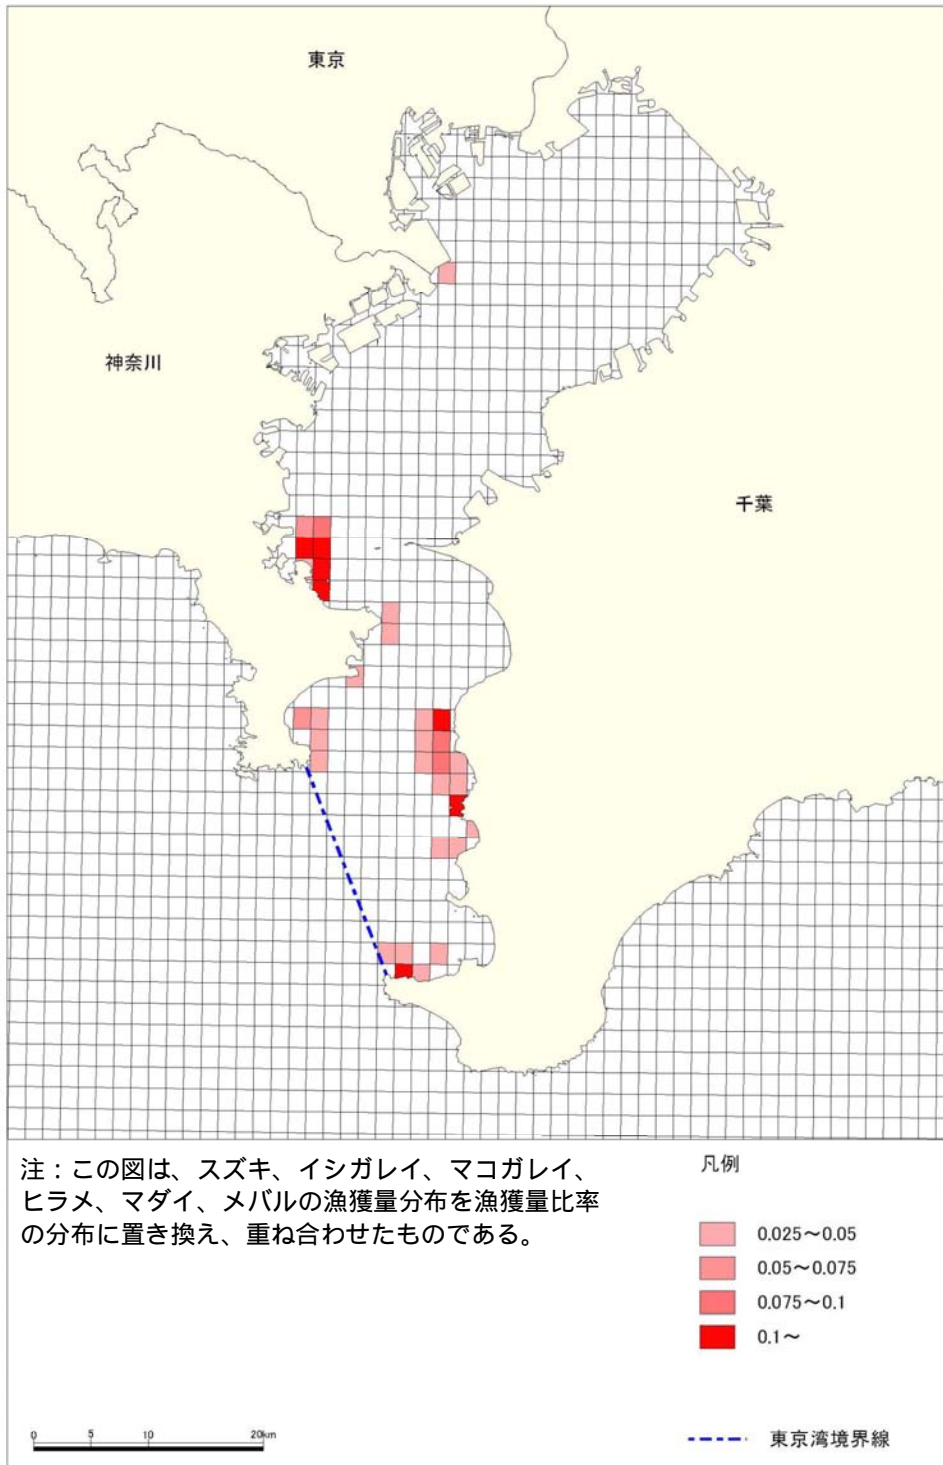 東京
神奈川
千葉
注：この図は、スズキ、イシガレイ、マコガレイ、
ヒラメ、マダイ、メバルの漁獲量分布を漁獲量比率
の分布に置き換え、重ね合わせたものである。
凡例
0.025～0.05
0.05～0.075
0.075～0.1
0.1～
0 5 10 20km
東京湾境界線